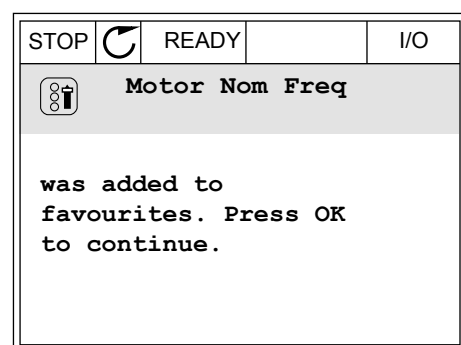 STOP READY I/O
Motor Nom Freq
was added to
favourites. Press OK
to continue.